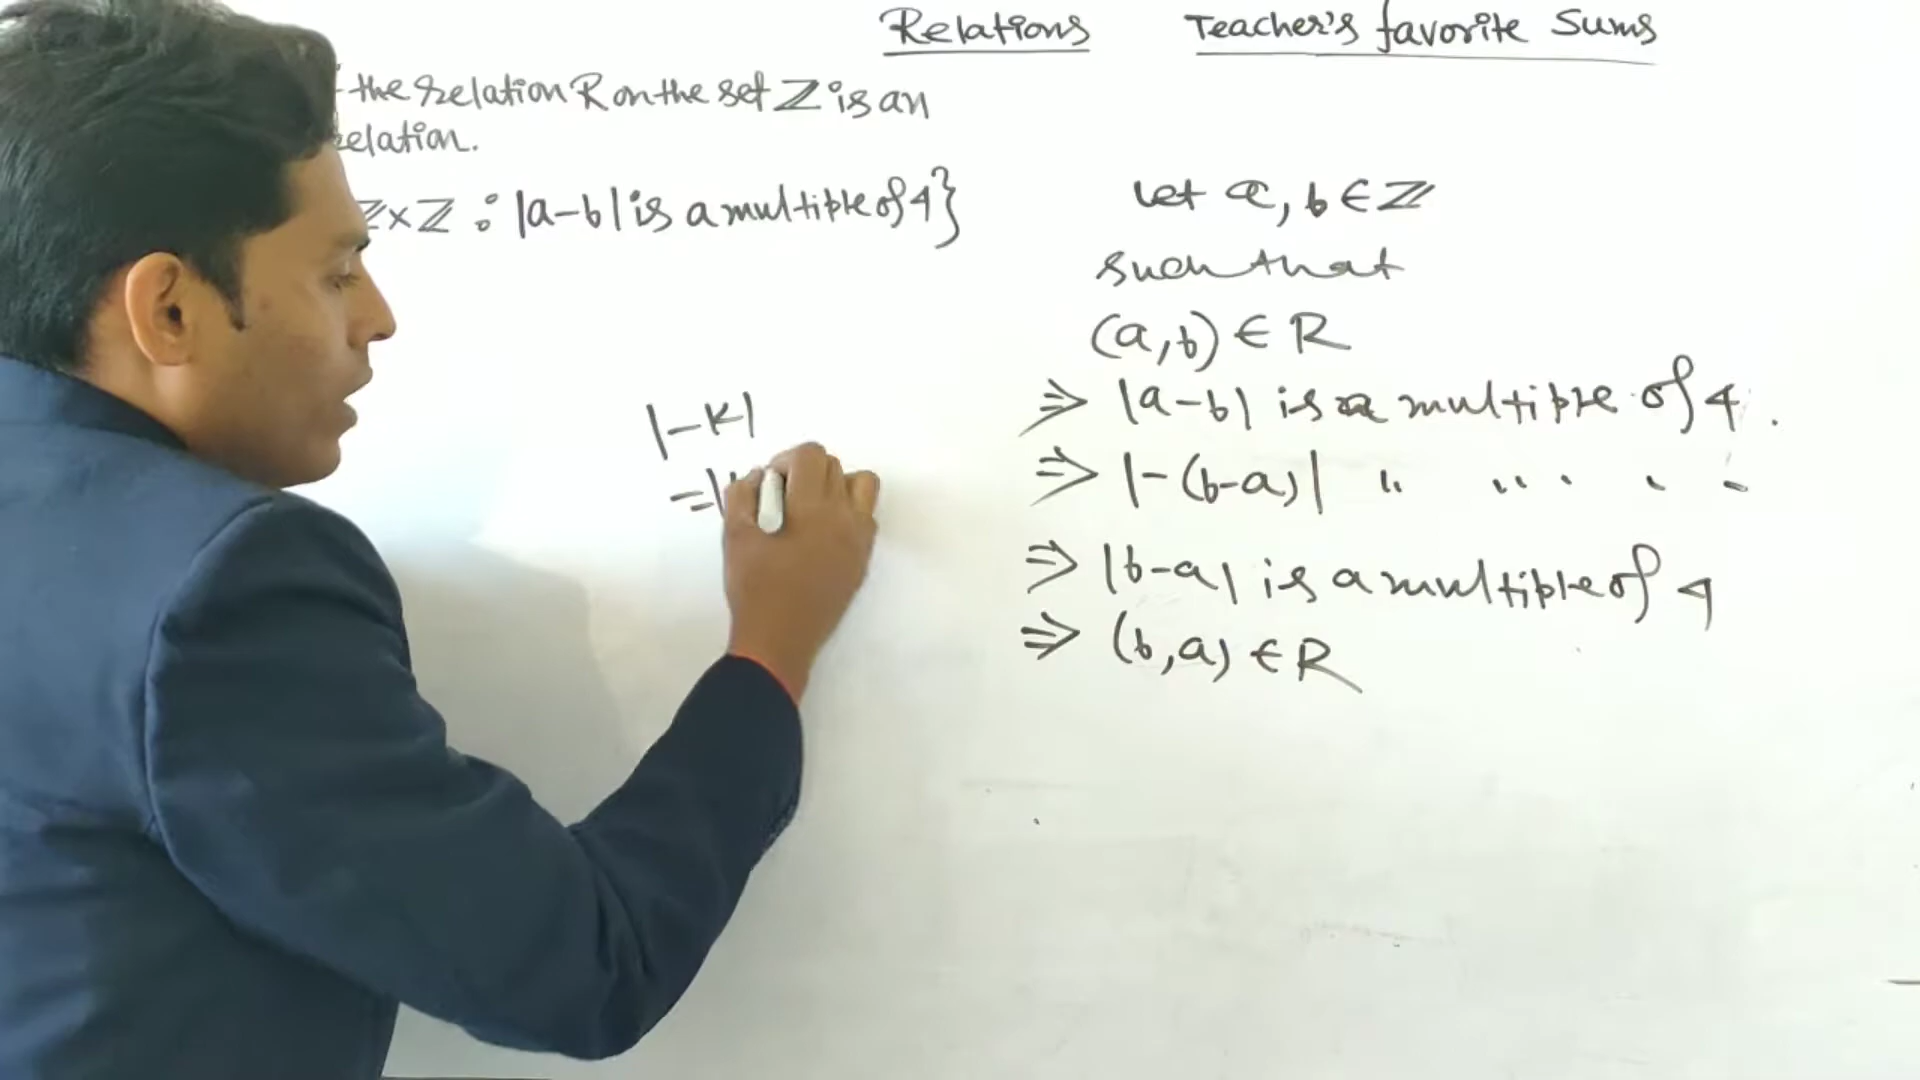 Relations Teacher's favorite Sums
the relation R on the set ℤ is an
elation.
ℤ×ℤ : |a-b| is a multiple of 4}
|-K|
=|
let a, b ∈ ℤ
such that
(a,b) ∈ R
⇒ |a-b| is a multiple of 4.
⇒ |-(b-a)| " " " " "
⇒ |b-a| is a multiple of 4
⇒ (b,a) ∈ R